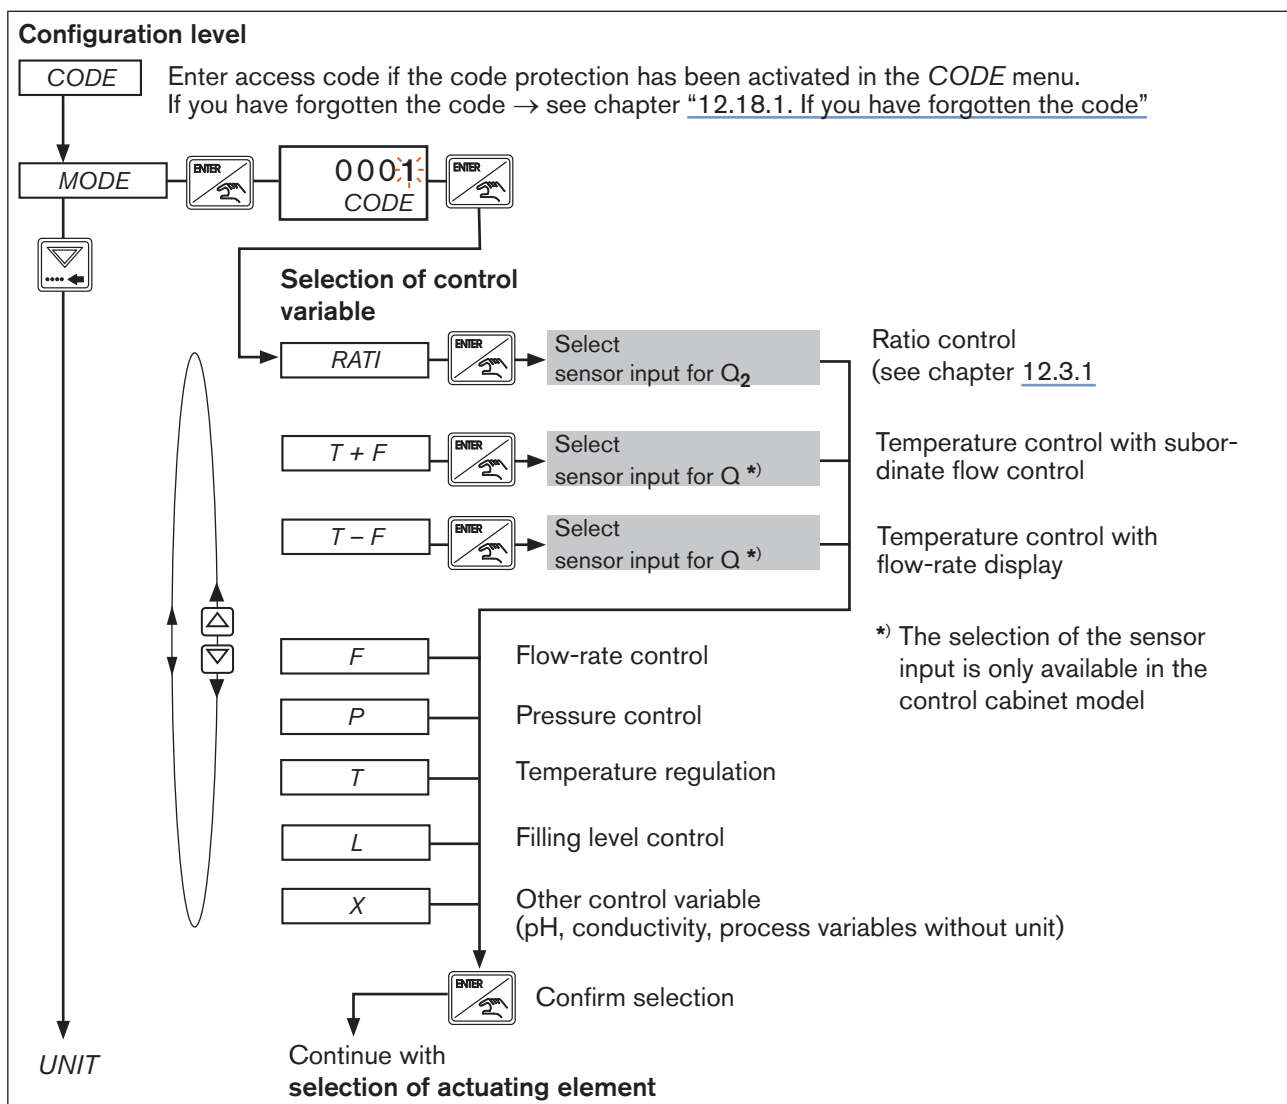 Configuration level
CODE
Enter access code if the code protection has been activated in the CODE menu.
If you have forgotten the code → see chapter “12.18.1. If you have forgotten the code”
MODE
ENTER
0001
CODE
ENTER
Selection of control
variable
RATI
ENTER
Select
sensor input for Q2
Ratio control
(see chapter 12.3.1
T + F
ENTER
Select
sensor input for Q *)
Temperature control with subor-
dinate flow control
T – F
ENTER
Select
sensor input for Q *)
Temperature control with
flow-rate display
*) The selection of the sensor
input is only available in the
control cabinet model
F
Flow-rate control
P
Pressure control
T
Temperature regulation
L
Filling level control
X
Other control variable
(pH, conductivity, process variables without unit)
ENTER
Confirm selection
UNIT
Continue with
selection of actuating element